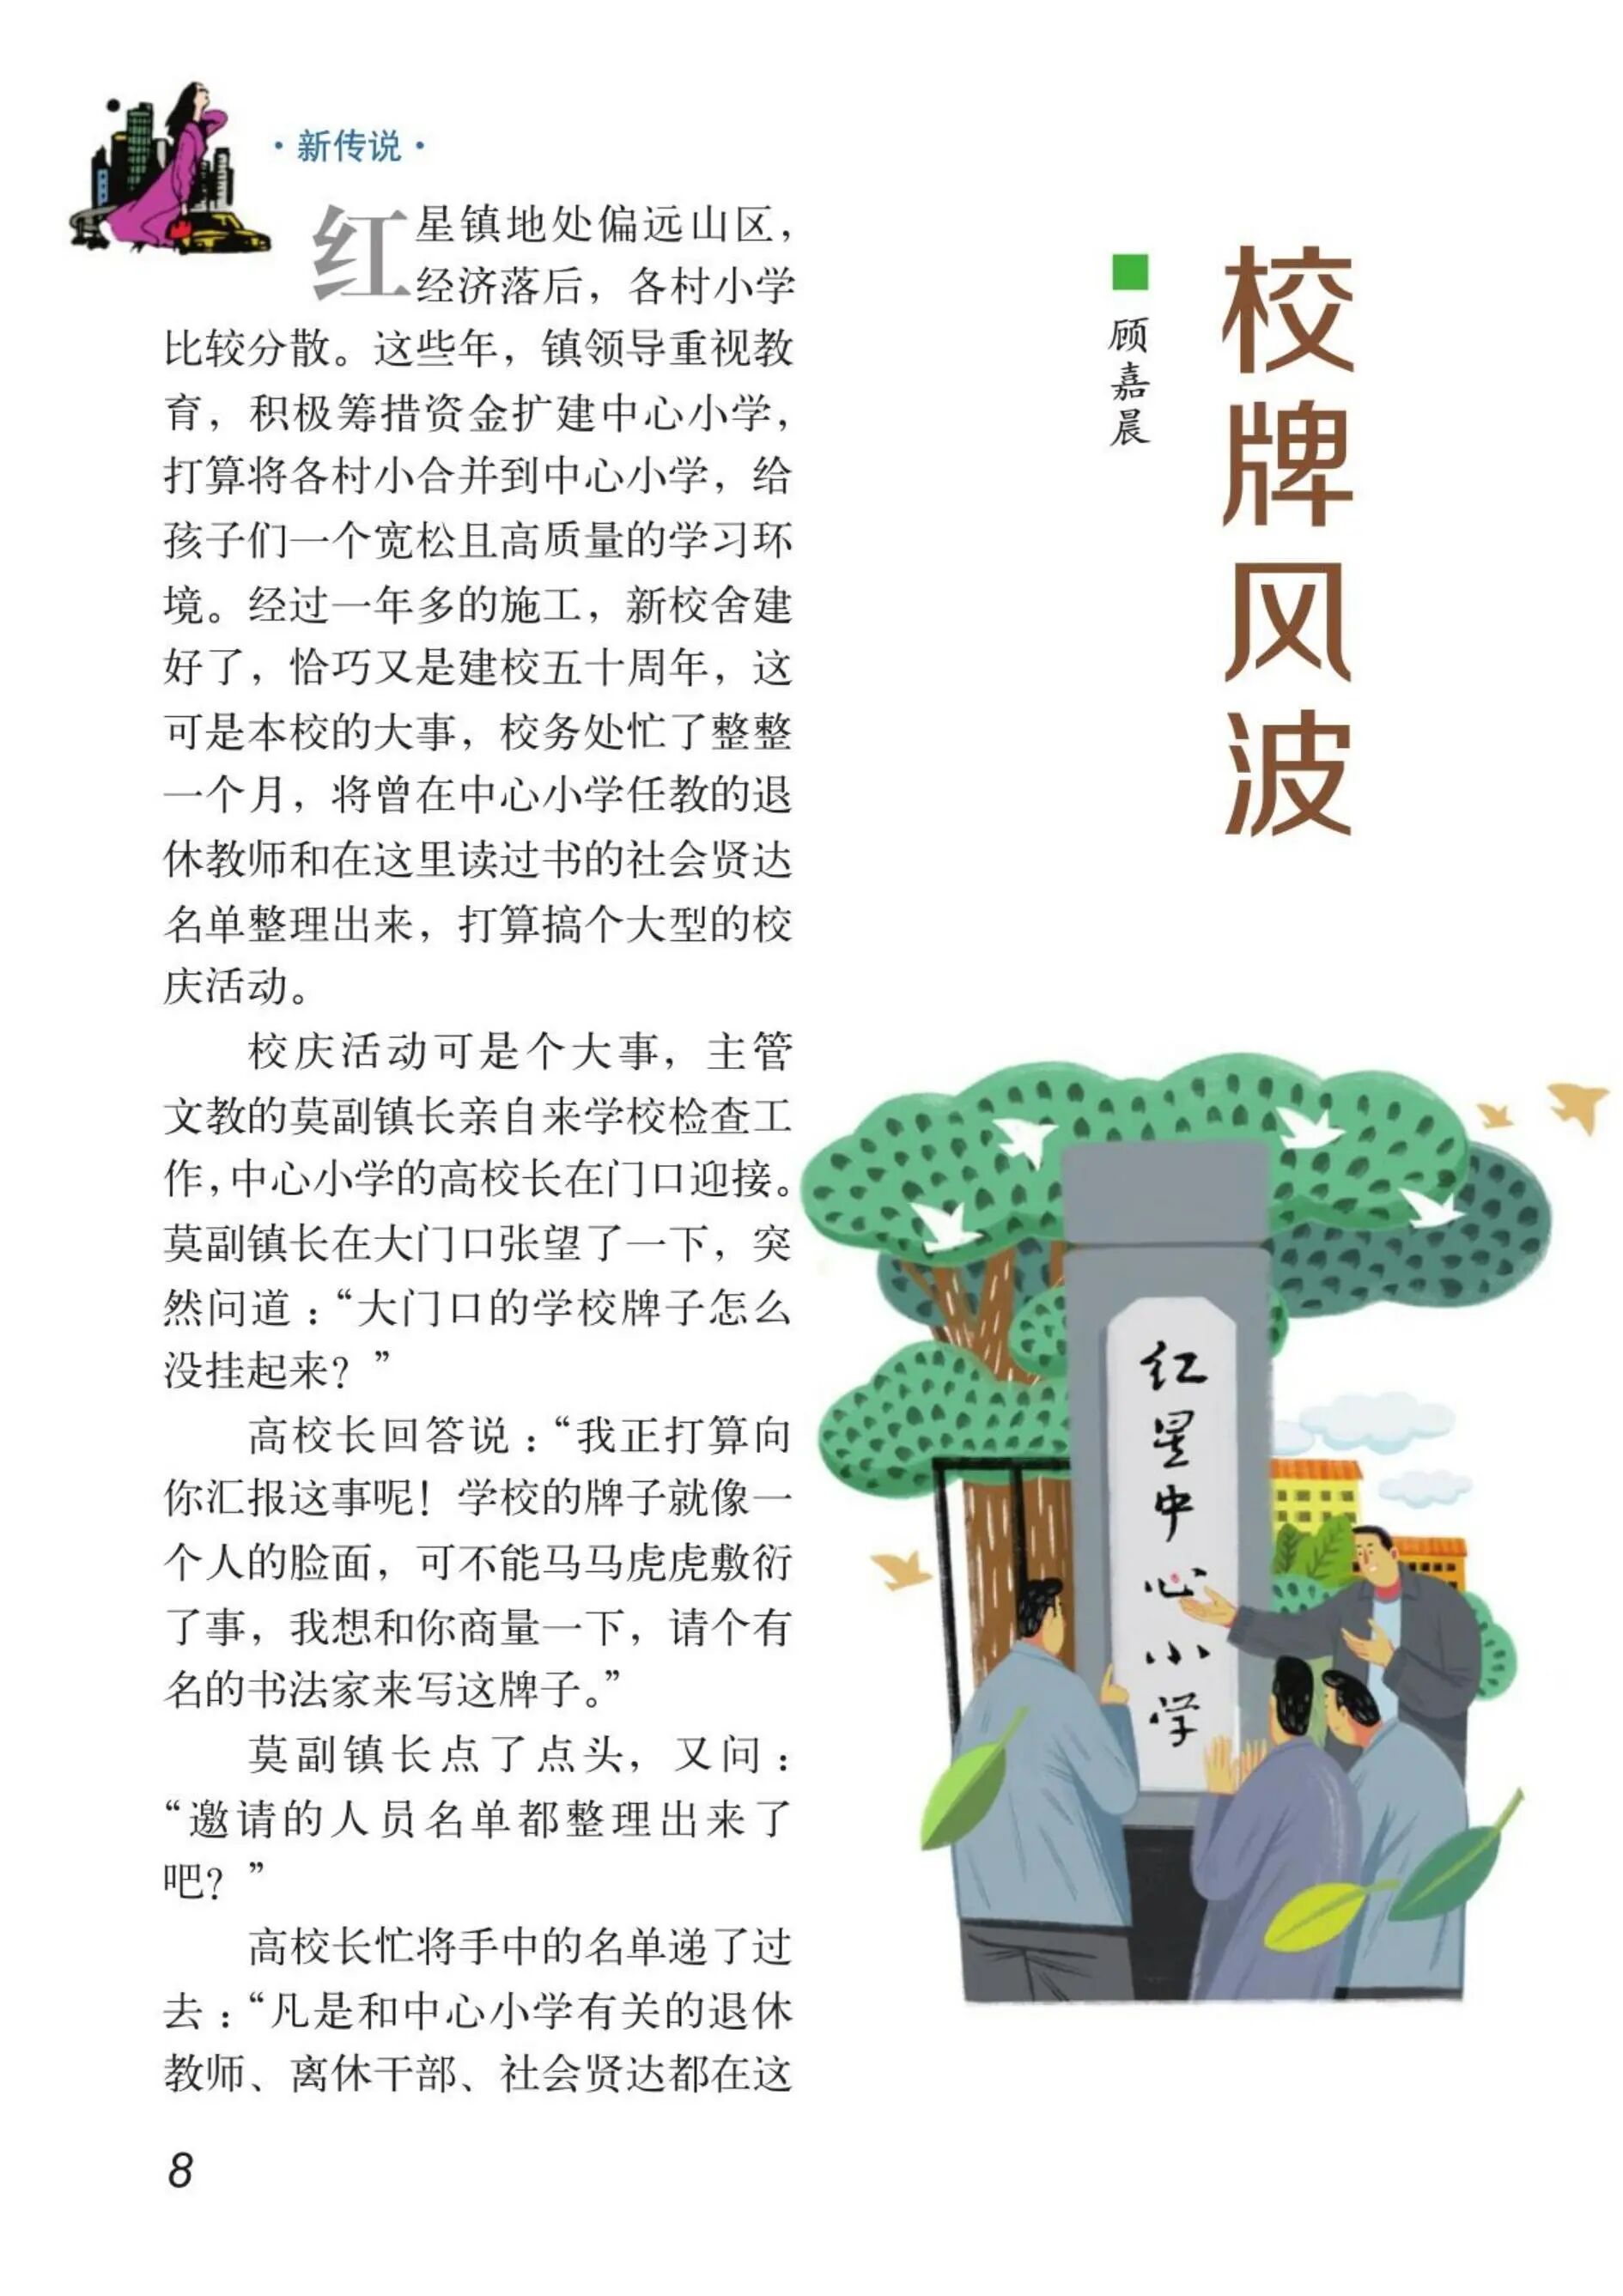 ·新传说·
校牌风波
■ 顾嘉晨
红星镇地处偏远山区，
经济落后，各村小学
比较分散。这些年，镇领导重视教
育，积极筹措资金扩建中心小学，
打算将各村小合并到中心小学，给
孩子们一个宽松且高质量的学习环
境。经过一年多的施工，新校舍建
好了，恰巧又是建校五十周年，这
可是本校的大事，校务处忙了整整
一个月，将曾在中心小学任教的退
休教师和在这里读过书的社会贤达
名单整理出来，打算搞个大型的校
庆活动。
校庆活动可是个大事，主管
文教的莫副镇长亲自来学校检查工
作，中心小学的高校长在门口迎接。
莫副镇长在大门口张望了一下，突
然问道：“大门口的学校牌子怎么
没挂起来？”
高校长回答说：“我正打算向
你汇报这事呢！学校的牌子就像一
个人的脸面，可不能马马虎虎敷衍
了事，我想和你商量一下，请个有
名的书法家来写这牌子。”
莫副镇长点了点头，又问：
“邀请的人员名单都整理出来了
吧？”
高校长忙将手中的名单递了过
去：“凡是和中心小学有关的退休
教师、离休干部、社会贤达都在这
红星中心小学
8